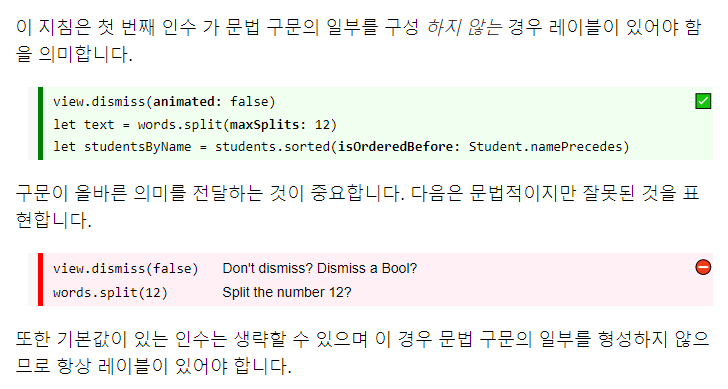 이 지침은 첫 번째 인수 가 문법 구문의 일부를 구성 하지 않는 경우 레이블이 있어야 함
을 의미합니다.
view.dismiss(animated: false)
let text = words.split(maxSplits: 12)
let studentsByName = students.sorted(isOrderedBefore: Student.namePrecedes)
구문이 올바른 의미를 전달하는 것이 중요합니다. 다음은 문법적이지만 잘못된 것을 표
현합니다.
view.dismiss(false) Don't dismiss? Dismiss a Bool?
words.split(12) Split the number 12?
또한 기본값이 있는 인수는 생략할 수 있으며 이 경우 문법 구문의 일부를 형성하지 않으
므로 항상 레이블이 있어야 합니다.